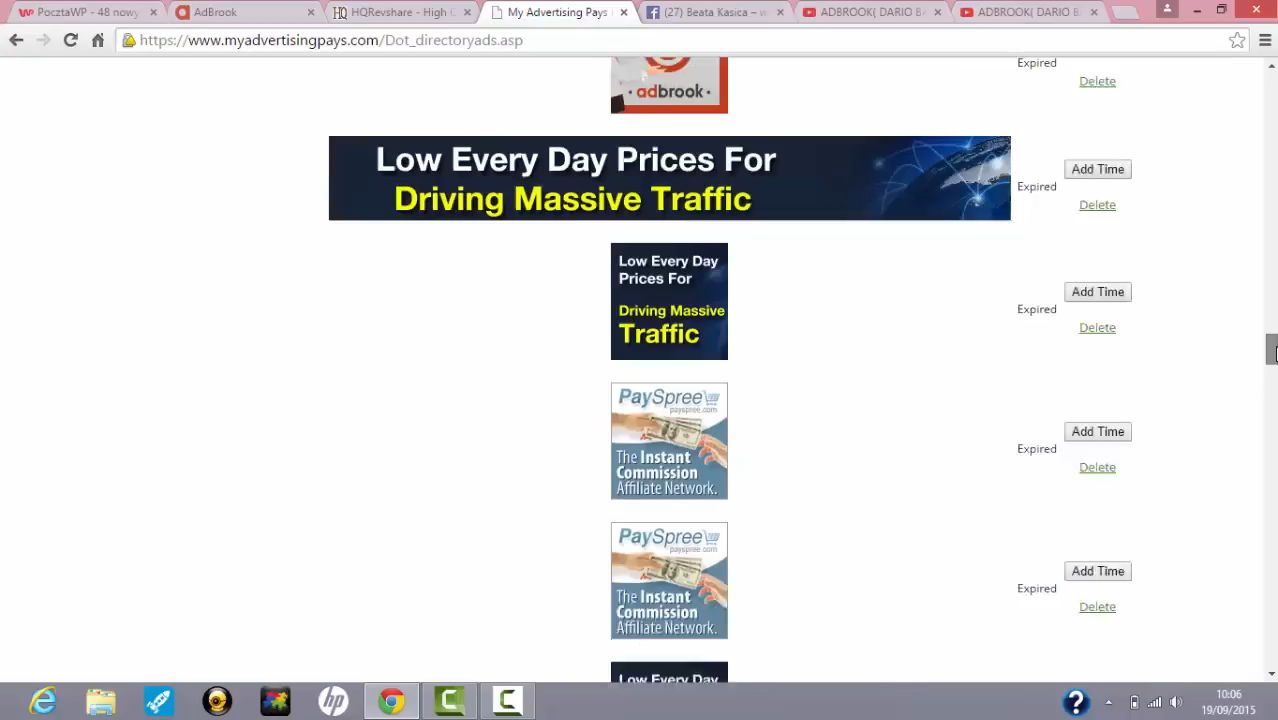 PocztaWP - 48 nowy
AdBrook
HQRevshare - High C
My Advertising Pays
(27) Beata Kasica – w
ADBROOK( DARIO B
ADBROOK( DARIO B
https://www.myadvertisingpays.com/Dot_directoryads.asp
• adbrook •
Expired
Delete
Low Every Day Prices For
Driving Massive Traffic
Add Time
Expired
Delete
Low Every Day
Prices For
Driving Massive
Traffic
Add Time
Expired
Delete
PaySpree
payspree.com
The Instant
Commission
Affiliate Network.
Add Time
Expired
Delete
PaySpree
payspree.com
The Instant
Commission
Affiliate Network.
Add Time
Expired
Delete
Low Every Day
10:06
19/09/2015